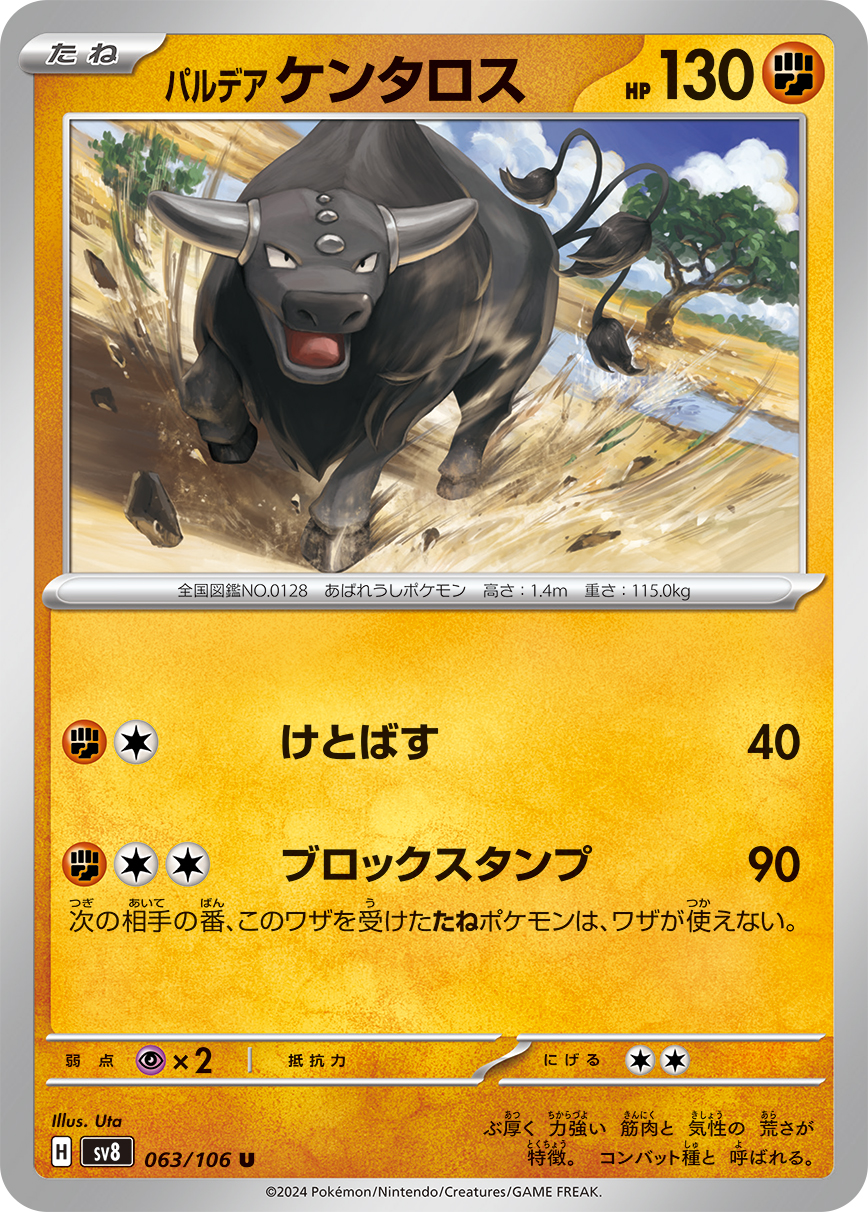 たね
パルデア ケンタロス HP 130
全国図鑑NO.0128 あばれうしポケモン 高さ:1.4m 重さ:115.0kg
けとばす 40
ブロックスタンプ 90
次の相手の番、このワザを受けたたねポケモンは、ワザが使えない。
弱点 ×2 抵抗力 にげる
Illus. Uta
ぶ厚く 力強い 筋肉と 気性の 荒さが
特徴。 コンバット種と 呼ばれる。
H sv8 063/106 U
©2024 Pokémon/Nintendo/Creatures/GAME FREAK.